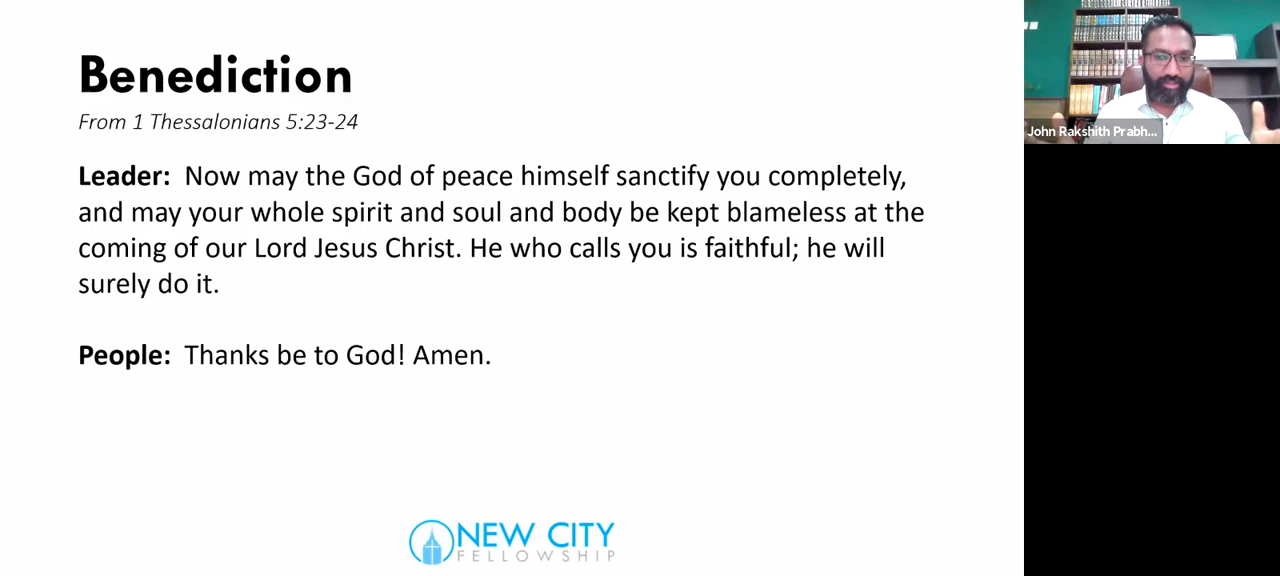 Benediction
From 1 Thessalonians 5:23-24
Leader: Now may the God of peace himself sanctify you completely,
and may your whole spirit and soul and body be kept blameless at the
coming of our Lord Jesus Christ. He who calls you is faithful; he will
surely do it.
People: Thanks be to God! Amen.
NEW CITY
FELLOWSHIP
John Rakshith Prabh...